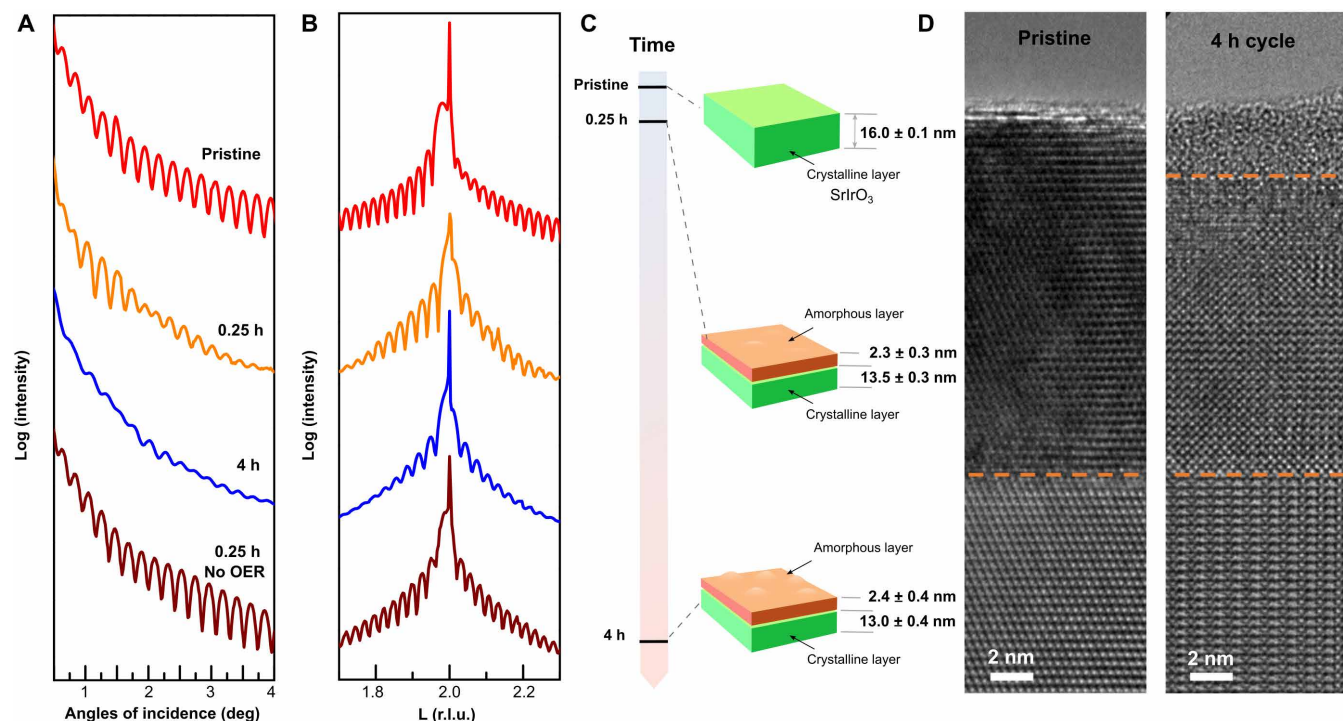 A
Log (intensity)
Pristine
0.25 h
4 h
0.25 h
No OER
1 2 3 4
Angles of incidence (deg)
B
Log (intensity)
1.8 2.0 2.2
L (r.l.u.)
C
Time
Pristine
0.25 h
4 h
16.0 ± 0.1 nm
Crystalline layer
SrIrO₃
Amorphous layer
2.3 ± 0.3 nm
13.5 ± 0.3 nm
Crystalline layer
Amorphous layer
2.4 ± 0.4 nm
13.0 ± 0.4 nm
Crystalline layer
D
Pristine
2 nm
4 h cycle
2 nm